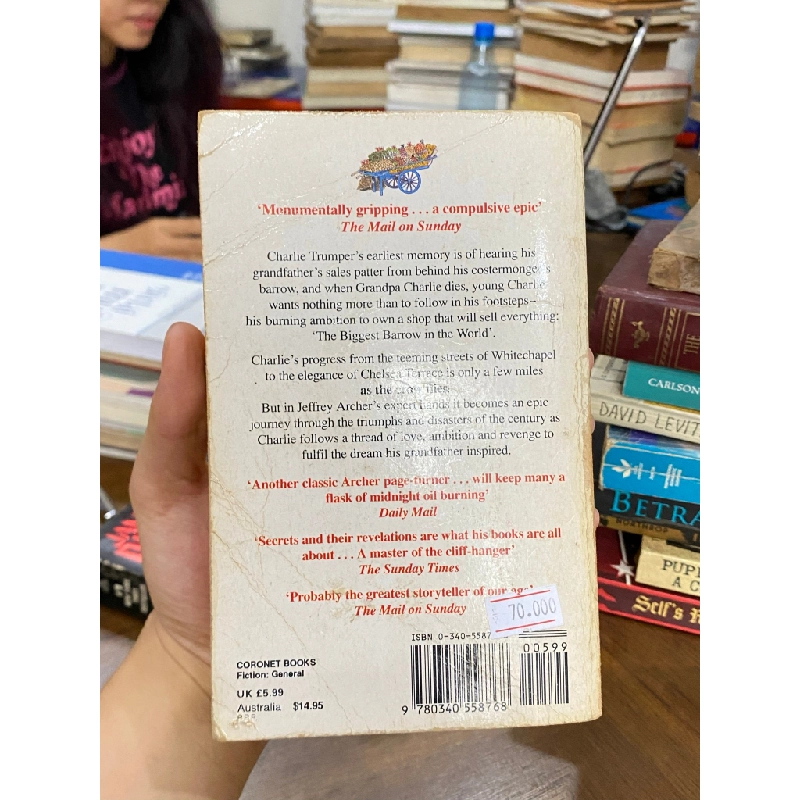 ‘Monumentally gripping . . . a compulsive epic’
The Mail on Sunday
Charlie Trumper's earliest memory is of hearing his
grandfather's sales patter from behind his costermonger's
barrow, and when Grandpa Charlie dies, young Charlie
wants nothing more than to follow in his footsteps–
his burning ambition to own a shop that will sell everything:
‘The Biggest Barrow in the World’.
Charlie's progress from the teeming streets of Whitechapel
to the elegance of Chelsea Terrace is only a few miles
as the crow flies.
But in Jeffrey Archer's expert hands it becomes an epic
journey through the triumphs and disasters of the century as
Charlie follows a thread of love, ambition and revenge to
fulfil the dream his grandfather inspired.
‘Another classic Archer page-turner . . . will keep many a
flask of midnight oil burning’
Daily Mail
‘Secrets and their revelations are what his books are all
about . . . A master of the cliff-hanger’
The Sunday Times
‘Probably the greatest storyteller of our age’
The Mail on Sunday
70.000
ISBN 0-340-5587
00599
9 780340 558768
CORONET BOOKS
Fiction: General
UK £5.99
Australia $14.95
Enjoy
The
THE
CARLSON
DAVID LEVIT
BETRA
NORTHROP
PUPP
A C
Self's